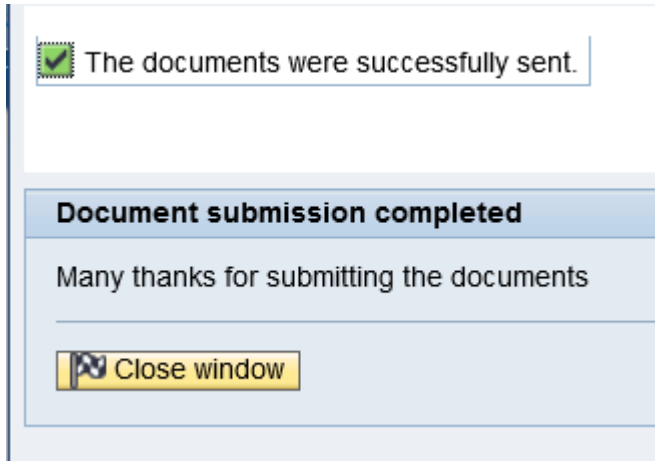 The documents were successfully sent.
Document submission completed
Many thanks for submitting the documents
Close window